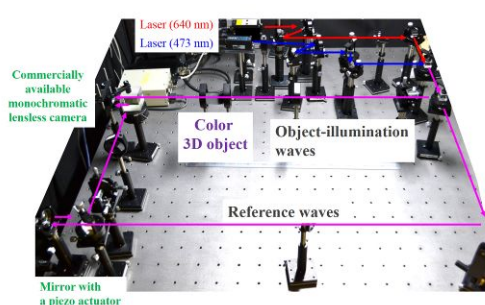 Laser (640 nm)
Laser (473 nm)
Commercially
available
monochromatic
lensless camera
Color
3D object
Object-illumination
waves
Reference waves
Mirror with
a piezo actuator